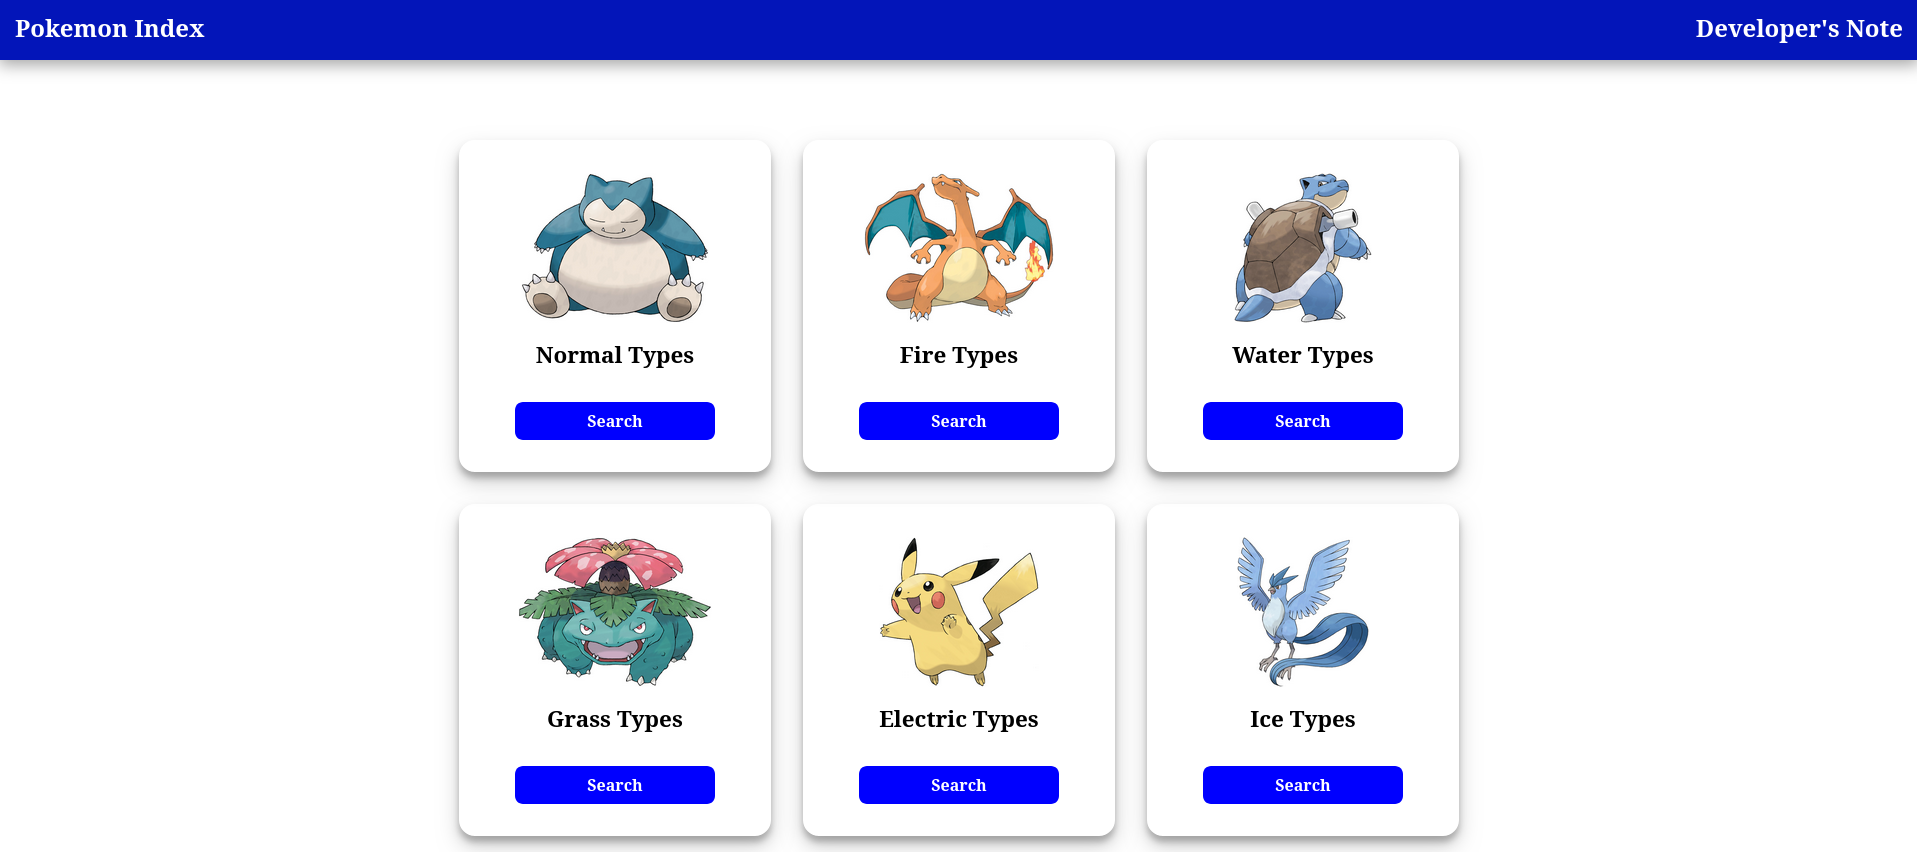 Pokemon Index
Developer's Note
Normal Types
Fire Types
Water Types
Search
Search
Search
Grass Types
Electric Types
Ice Types
Search
Search
Search